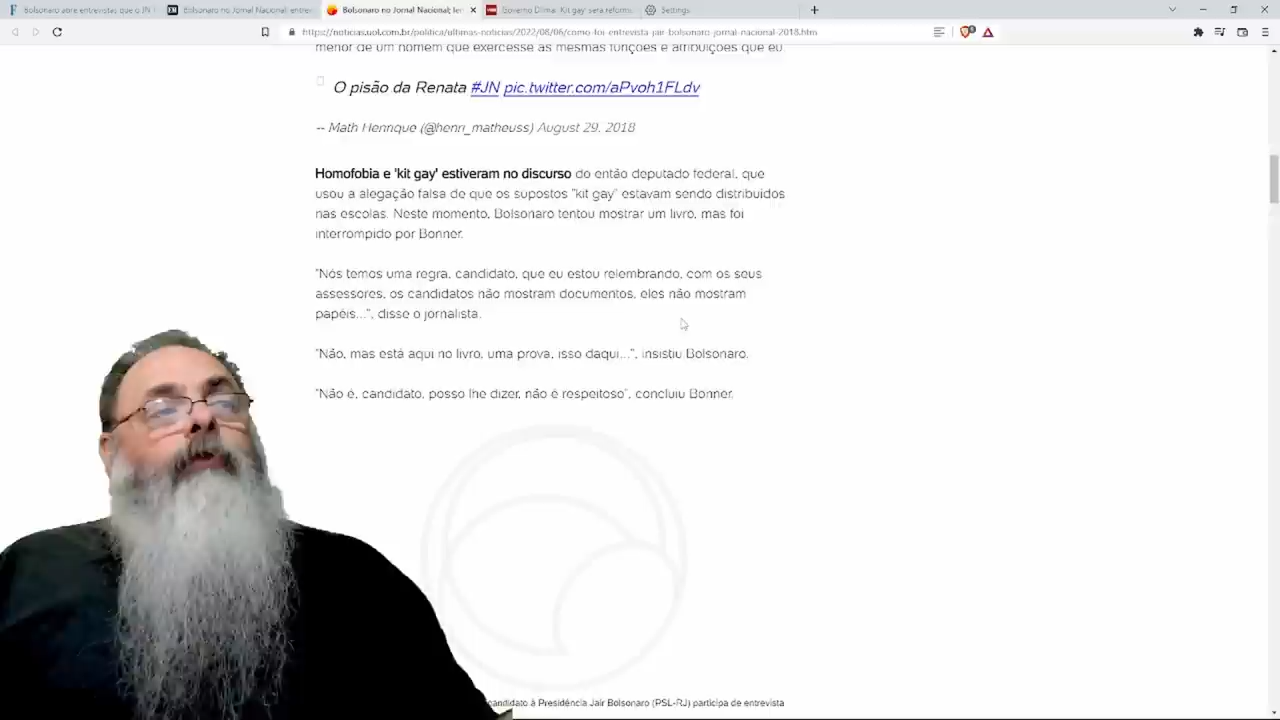 Bolsonaro abre entrevistas que o JN f
Bolsonaro no Jornal Nacional: entrev
Bolsonaro no Jornal Nacional; lem
Governo Dilma: 'Kit gay' será reformu
Settings
https://noticias.uol.com.br/politica/ultimas-noticias/2022/08/06/como-foi-entrevista-jair-bolsonaro-jornal-nacional-2018.htm
menor de um homem que exercesse as mesmas funções e atribuições que eu.
O pisão da Renata #JN pic.twitter.com/aPvoh1FLdv
-- Math Henrique (@henri_matheuss) August 29, 2018
Homofobia e 'kit gay' estiveram no discurso do então deputado federal, que
usou a alegação falsa de que os supostos "kit gay" estavam sendo distribuídos
nas escolas. Neste momento, Bolsonaro tentou mostrar um livro, mas foi
interrompido por Bonner.
"Nós temos uma regra, candidato, que eu estou relembrando, com os seus
assessores, os candidatos não mostram documentos, eles não mostram
papéis...", disse o jornalista.
"Não, mas está aqui no livro, uma prova, isso daqui...", insistiu Bolsonaro.
"Não é, candidato, posso lhe dizer, não é respeitoso", concluiu Bonner.
candidato à Presidência Jair Bolsonaro (PSL-RJ) participa de entrevista